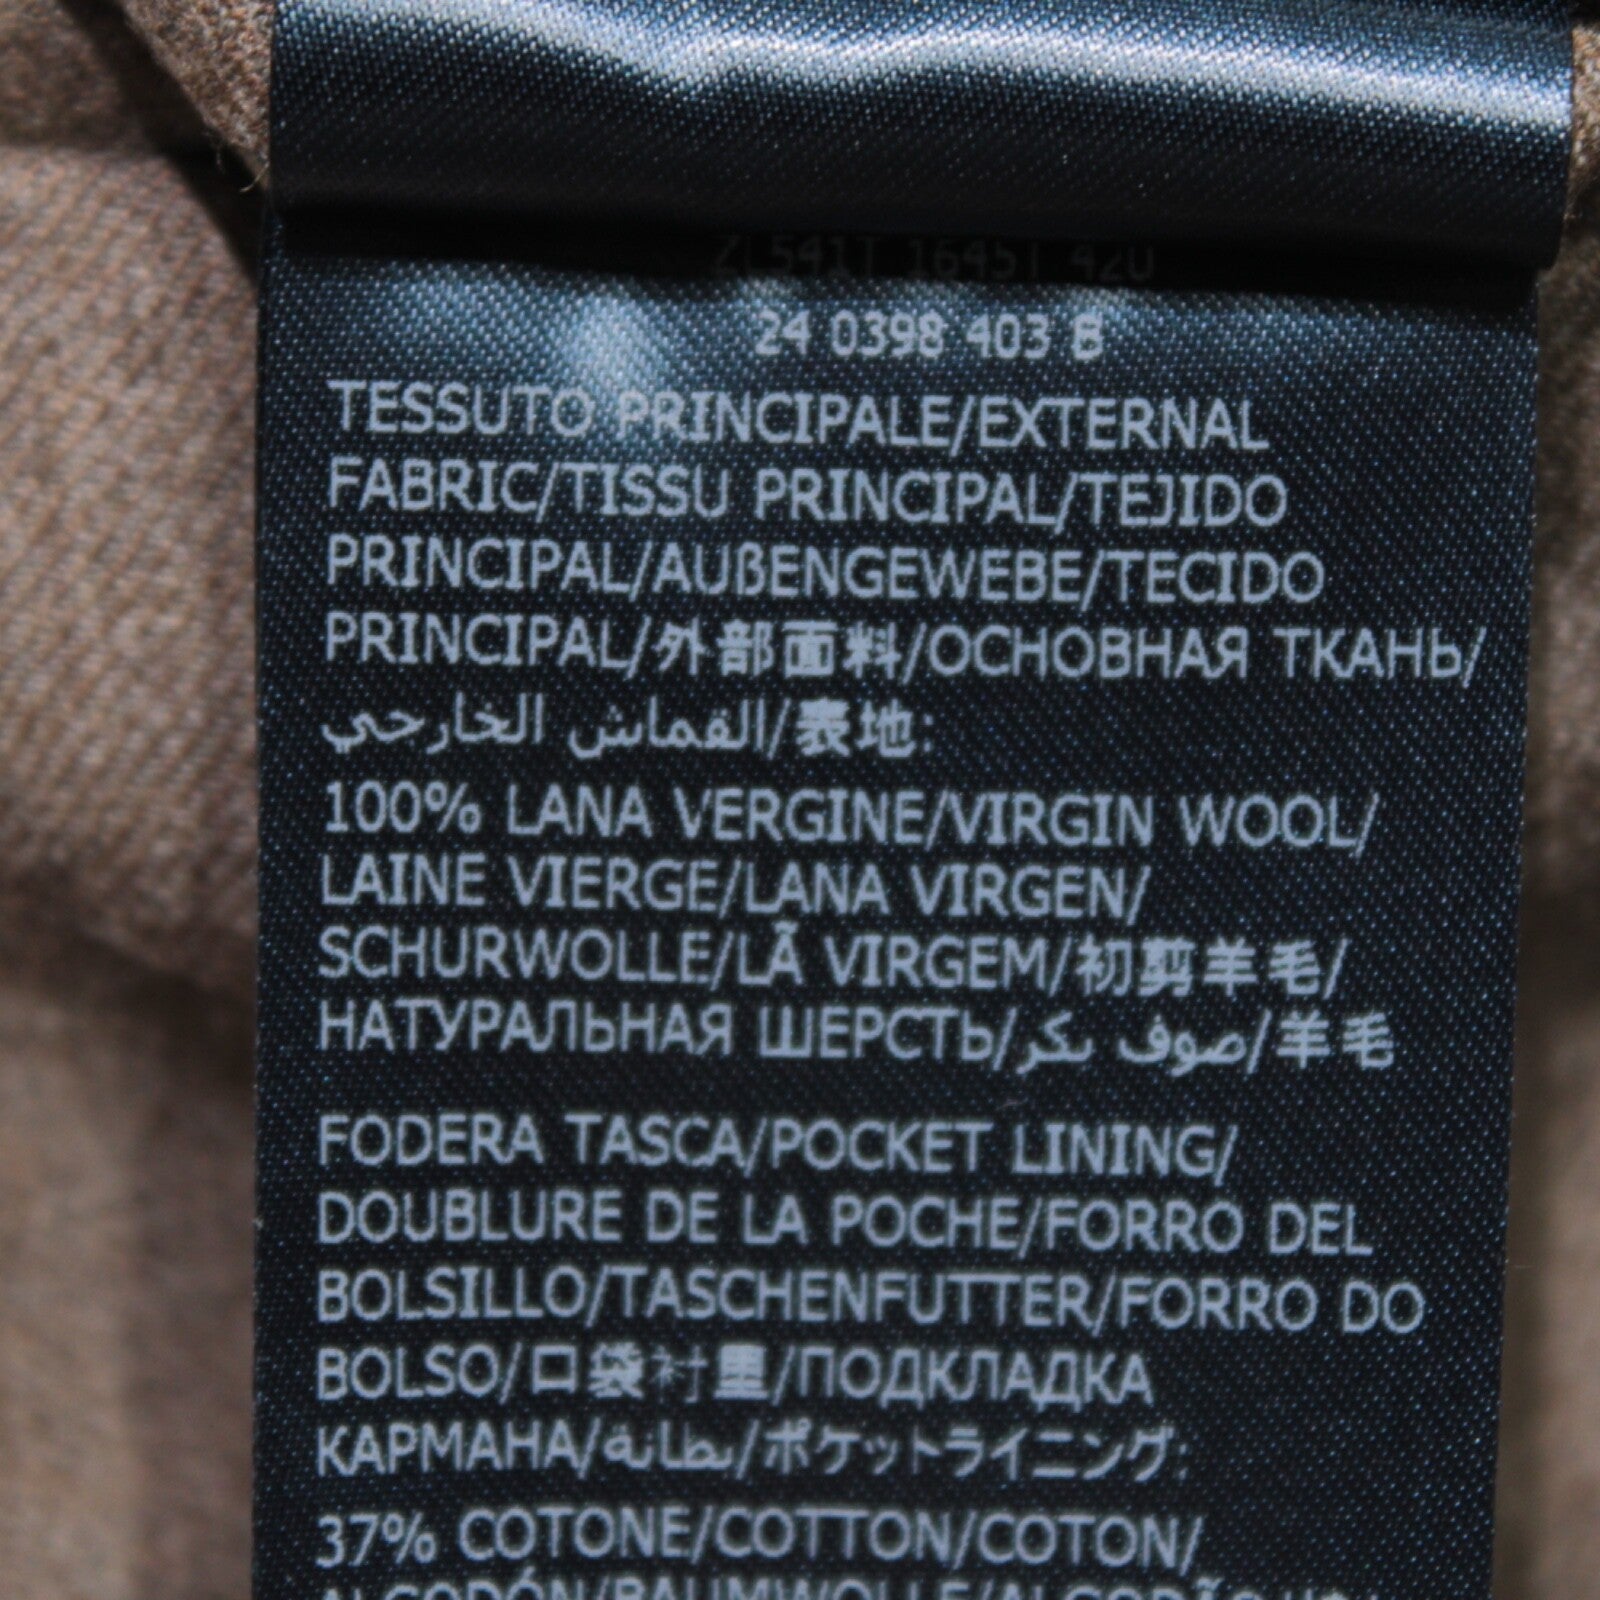 24 0398 403 B
TESSUTO PRINCIPALE/EXTERNAL
FABRIC/TISSU PRINCIPAL/TEJIDO
PRINCIPAL/AUßENGEWEBE/TECIDO
PRINCIPAL/外部面料/ОСНОВНАЯ ТКАНЬ/
القماش الخارجي/表地:
100% LANA VERGINE/VIRGIN WOOL/
LAINE VIERGE/LANA VIRGEN/
SCHURWOLLE/LÃ VIRGEM/初剪羊毛/
НАТУРАЛЬНАЯ ШЕРСТЬ/صوف بكر/羊毛
FODERA TASCA/POCKET LINING/
DOUBLURE DE LA POCHE/FORRO DEL
BOLSILLO/TASCHENFUTTER/FORRO DO
BOLSO/口袋衬里/ПОДКЛАДКА
КАРМАНА/بطانة/ポケットライニング:
37% COTONE/COTTON/COTON/
ALGODÓN/BAUMWOLLE/